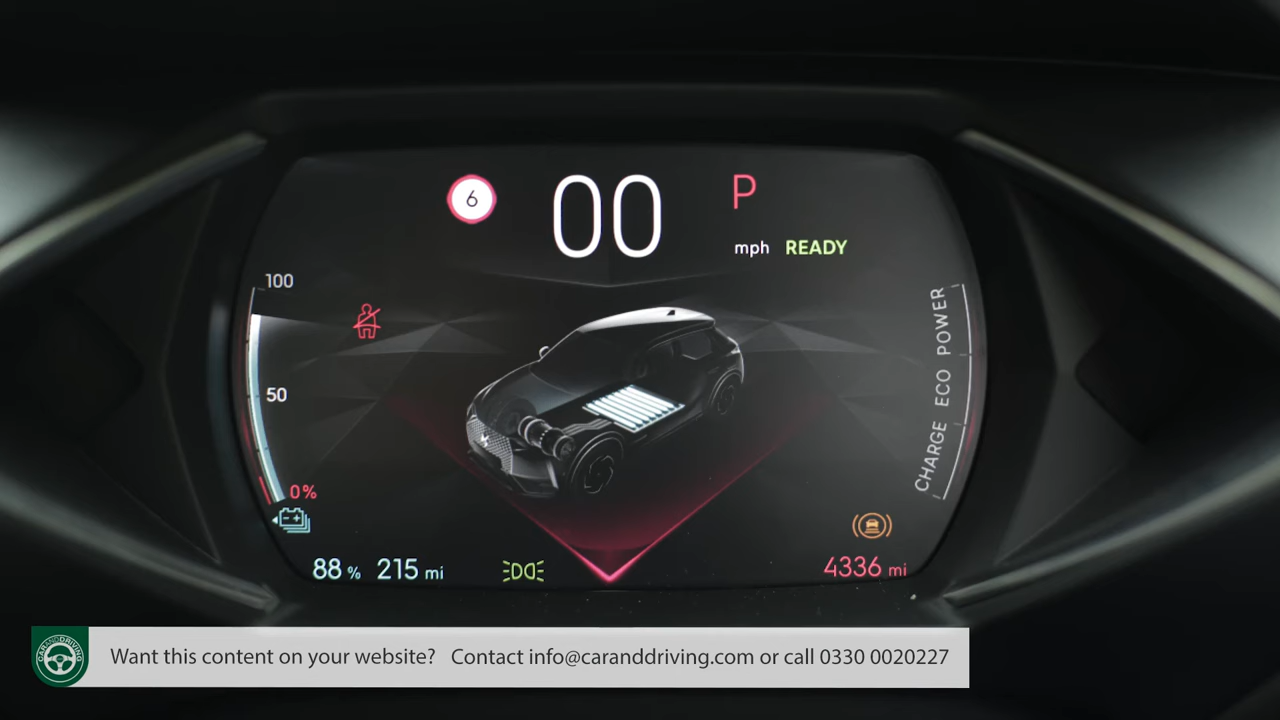 6
00
P
mph READY
100
50
0%
CHARGE ECO POWER
88 % 215 mi
4336 mi
CARANDDRIVING
Want this content on your website? Contact info@caranddriving.com or call 0330 0020227